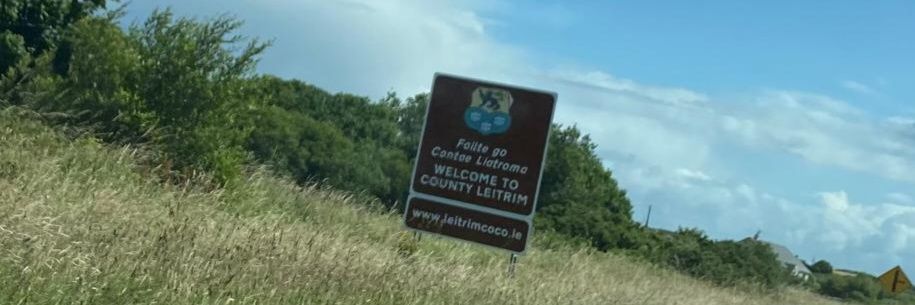 Fáilte go
Contae Liatroma
WELCOME TO
COUNTY LEITRIM
www.leitrimcoco.ie